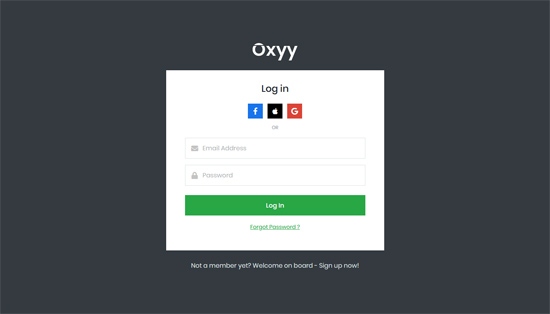 Oxyy
Log in
OR
Email Address
Password
Log In
Forgot Password ?
Not a member yet? Welcome on board - Sign up now!